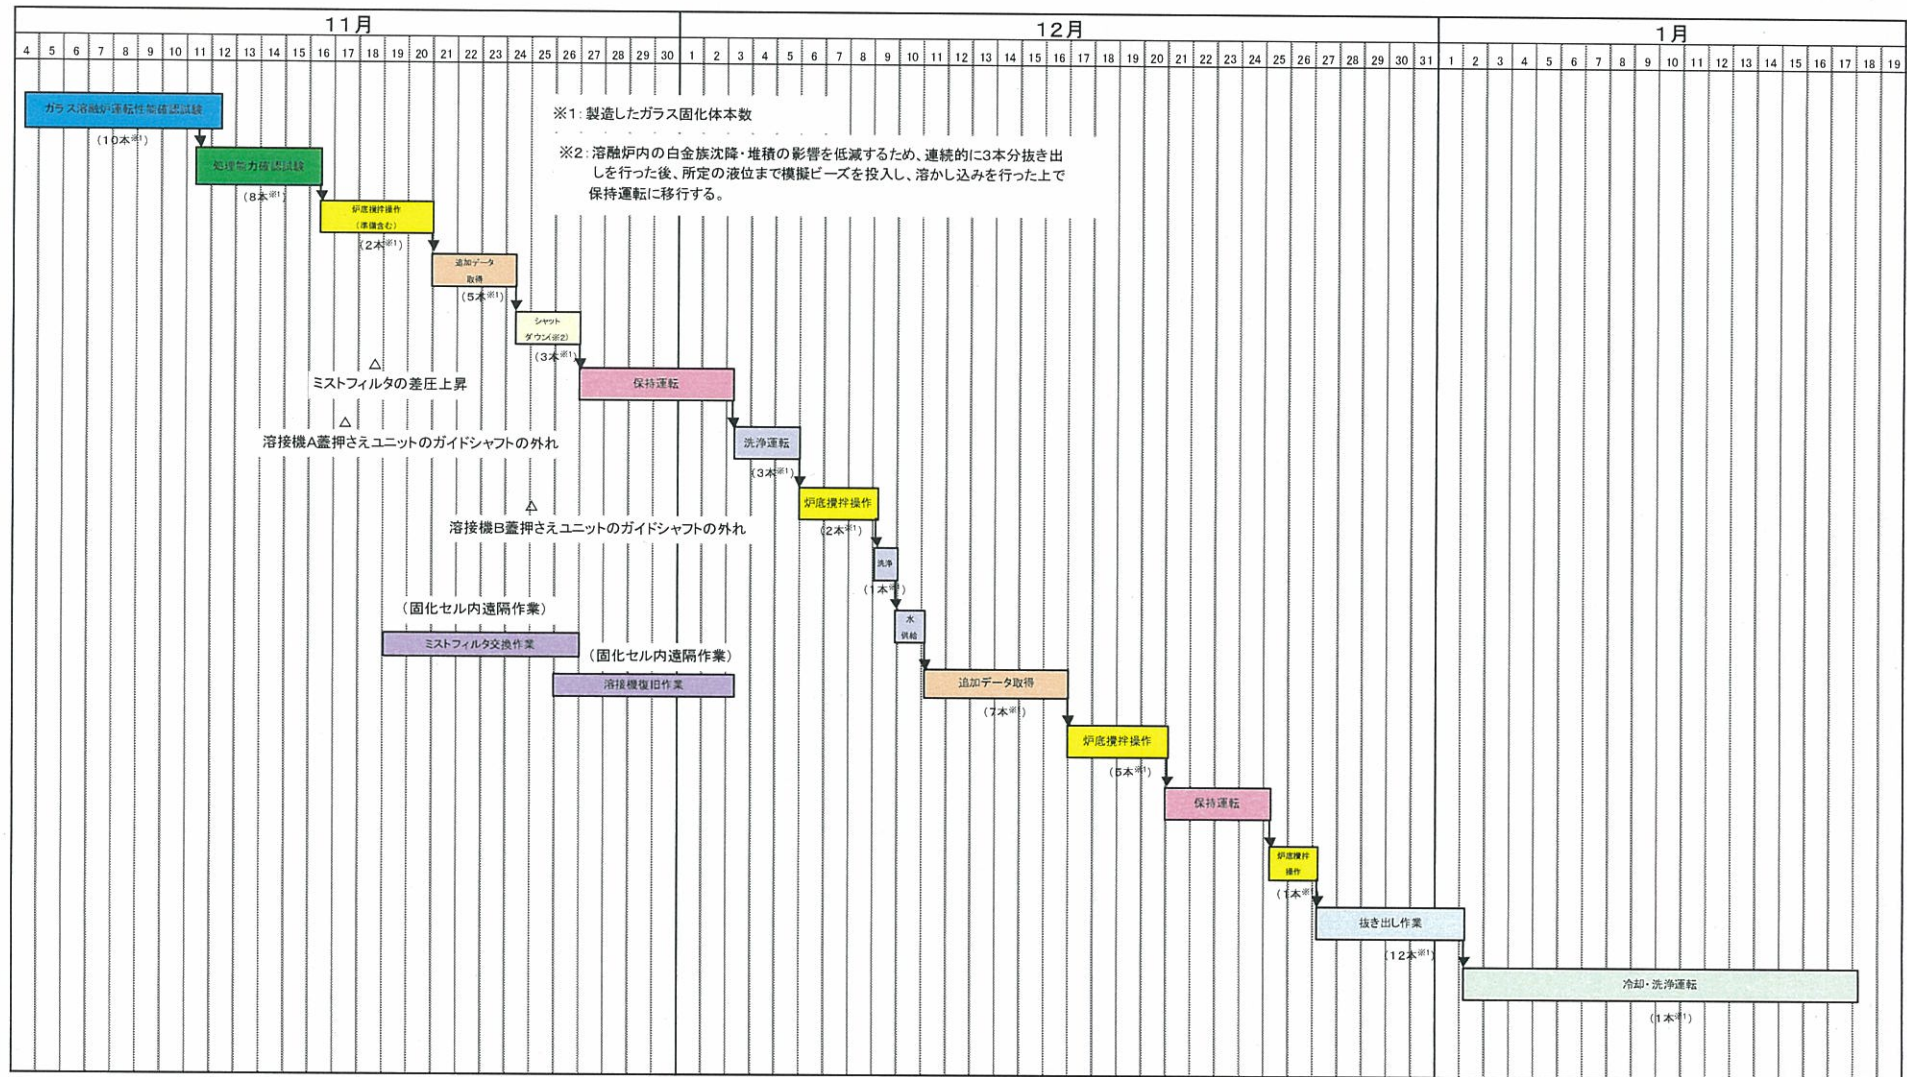 11月
12月
1月
4 5 6 7 8 9 10 11 12 13 14 15 16 17 18 19 20 21 22 23 24 25 26 27 28 29 30 1 2 3 4 5 6 7 8 9 10 11 12 13 14 15 16 17 18 19 20 21 22 23 24 25 26 27 28 29 30 31 1 2 3 4 5 6 7 8 9 10 11 12 13 14 15 16 17 18 19
ガラス溶融炉運転性能確認試験
(10本※1)
※1:製造したガラス固化体本数
処理能力確認試験
(8本※1)
※2:溶融炉内の白金族沈降・堆積の影響を低減するため、連続的に3本分抜き出
しを行った後、所定の液位まで模擬ビーズを投入し、溶かし込みを行った上で
保持運転に移行する。
炉底攪拌操作
(準備含む)
(2本※1)
追加データ
取得
(5本※1)
シャット
ダウン(※2)
(3本※1)
△
ミストフィルタの差圧上昇
保持運転
△
溶接機A蓋押さえユニットのガイドシャフトの外れ
洗浄運転
(3本※1)
△
溶接機B蓋押さえユニットのガイドシャフトの外れ
炉底攪拌操作
(2本※1)
洗浄
(1本※1)
(固化セル内遠隔作業)
ミストフィルタ交換作業
水
供給
(固化セル内遠隔作業)
溶接機復旧作業
追加データ取得
(7本※1)
炉底攪拌操作
(5本※1)
保持運転
炉底攪拌
操作
(1本※1
抜き出し作業
(12本※1)
冷却・洗浄運転
(1本※1)